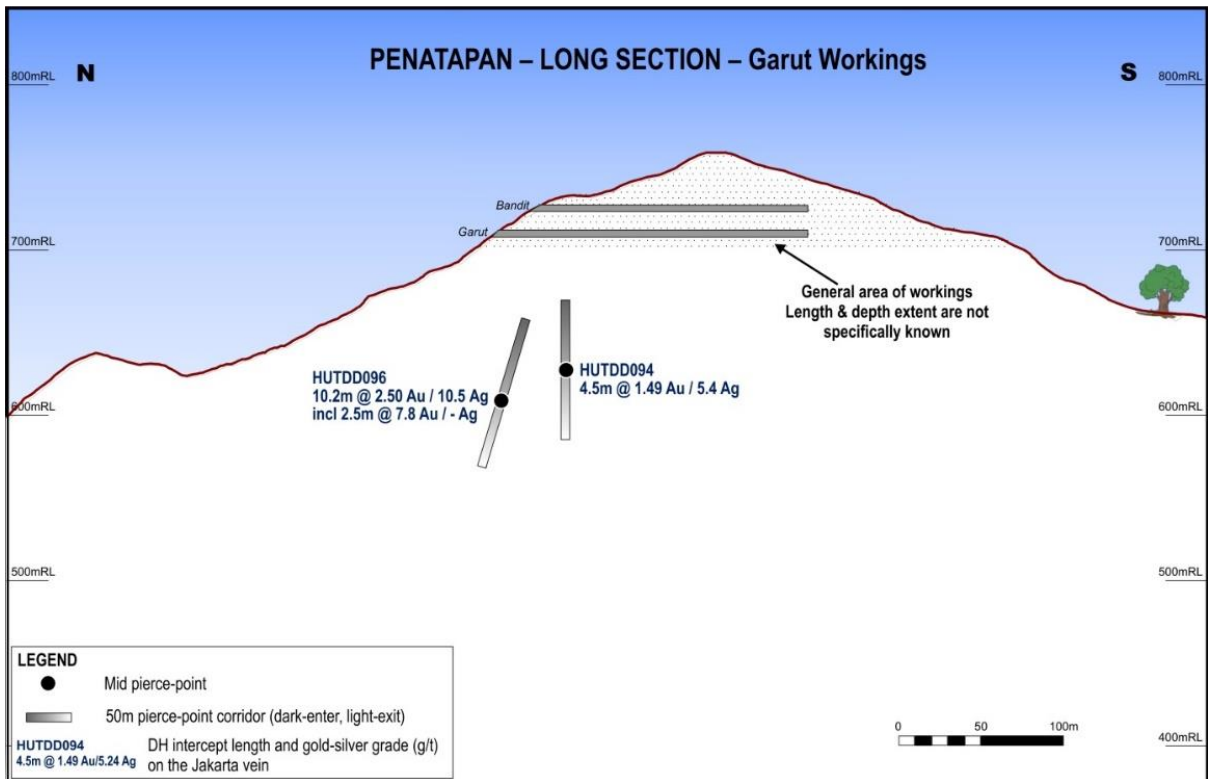 PENATAPAN – LONG SECTION – Garut Workings
N
S
800mRL
800mRL
Bandit
Garut
700mRL
700mRL
General area of workings
Length & depth extent are not
specifically known
HUTDD096
10.2m @ 2.50 Au / 10.5 Ag
incl 2.5m @ 7.8 Au / - Ag
HUTDD094
4.5m @ 1.49 Au / 5.4 Ag
600mRL
600mRL
500mRL
500mRL
LEGEND
Mid pierce-point
50m pierce-point corridor (dark-enter, light-exit)
HUTDD094
4.5m @ 1.49 Au/5.24 Ag
DH intercept length and gold-silver grade (g/t)
on the Jakarta vein
0 50 100m
400mRL